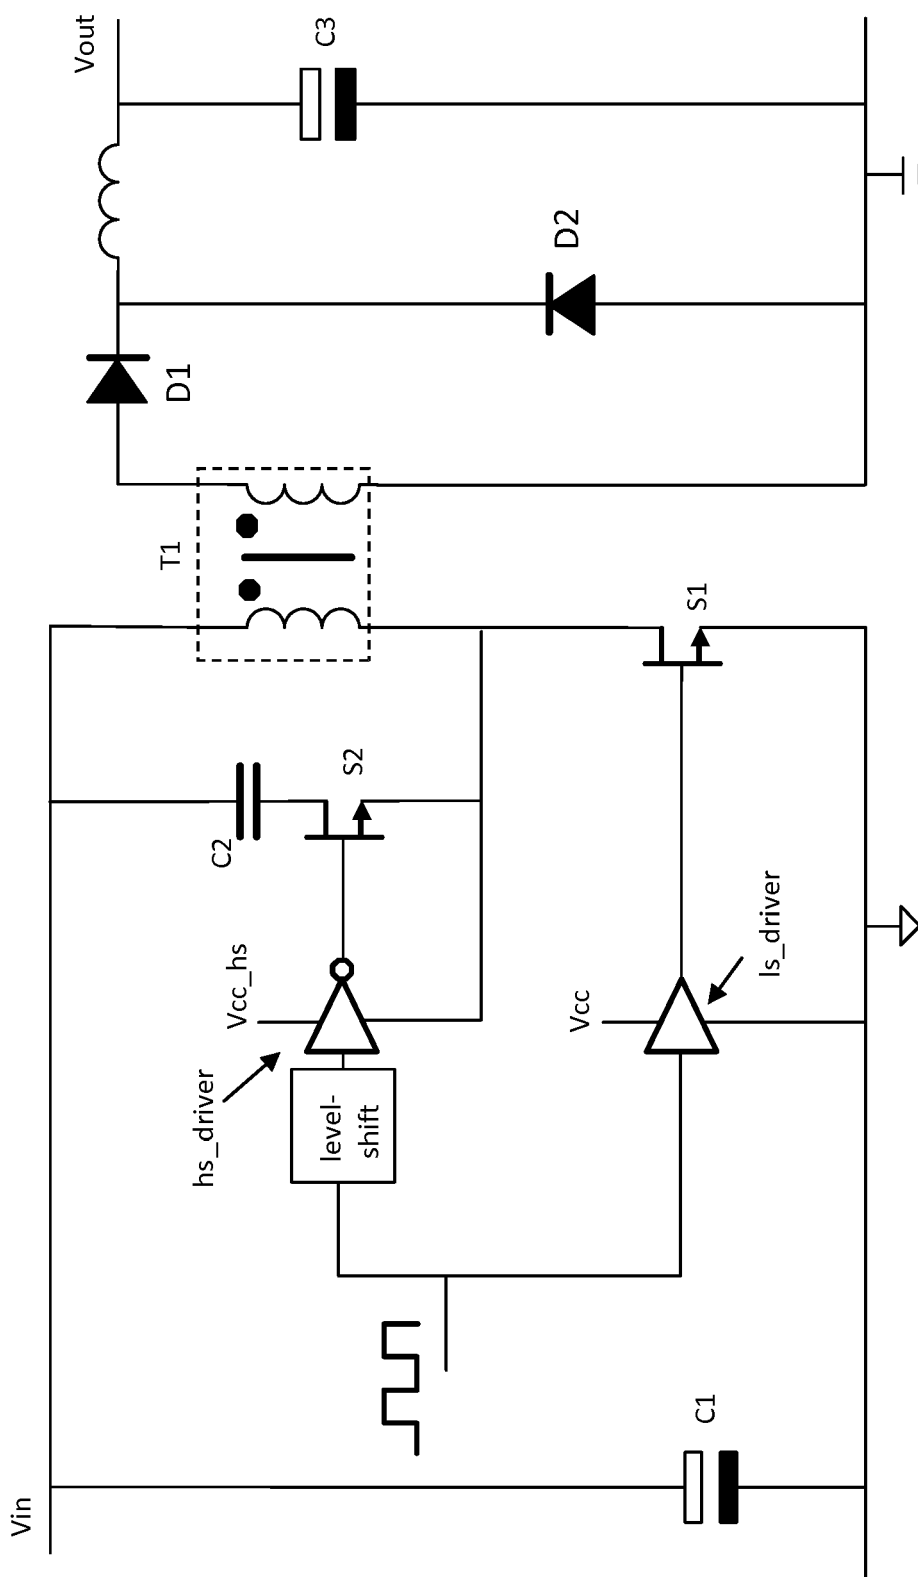 Vin
C1
hs_driver
level-
shift
Vcc_hs
C2
S2
Vcc
ls_driver
S1
T1
D1
D2
Vout
C3